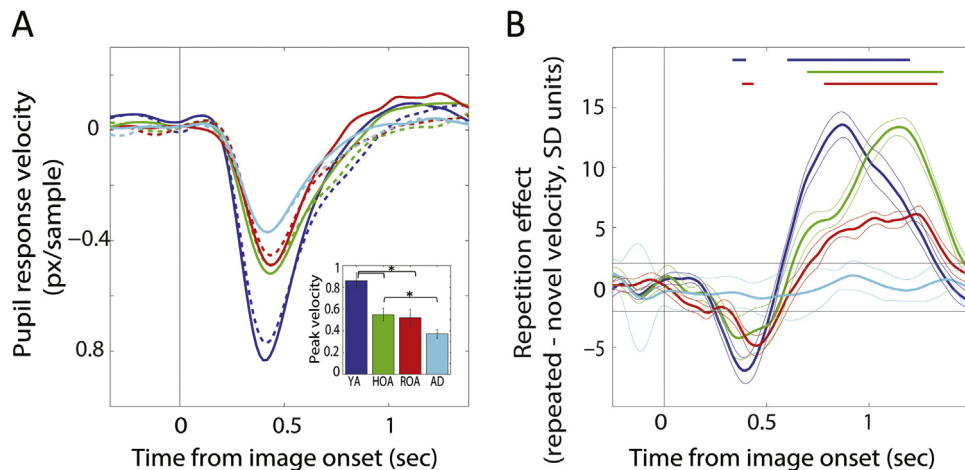 A
Pupil response velocity
(px/sample)
0
−0.4
0.8
0
0.5
1
Time from image onset (sec)
Peak velocity
1
0.8
0.6
0.4
0.2
0
*
*
YA
HOA
ROA
AD
B
Repetition effect
(repeated - novel velocity, SD units)
15
10
5
0
−5
0
0.5
1
Time from image onset (sec)